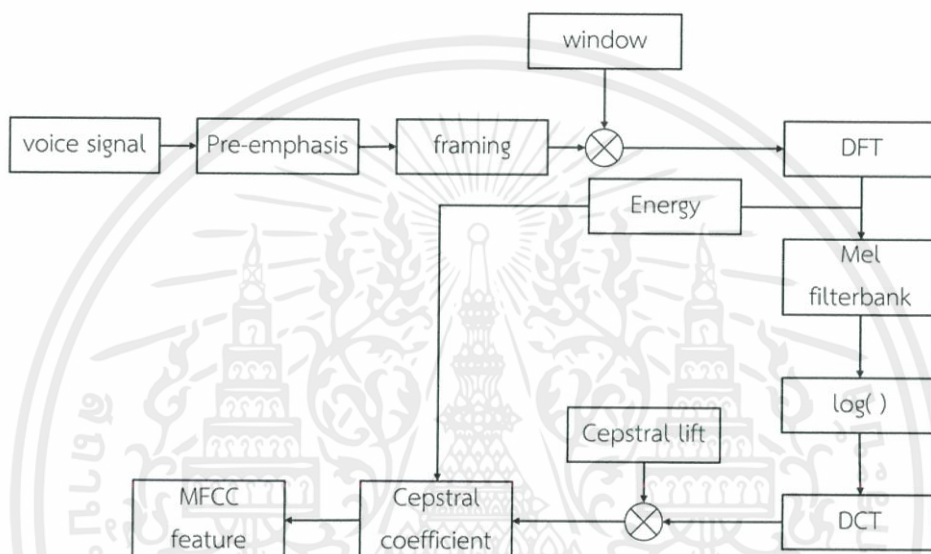 window
voice signal
Pre-emphasis
framing
DFT
Energy
Mel
filterbank
log( )
Cepstral lift
MFCC
feature
Cepstral
coefficient
DCT